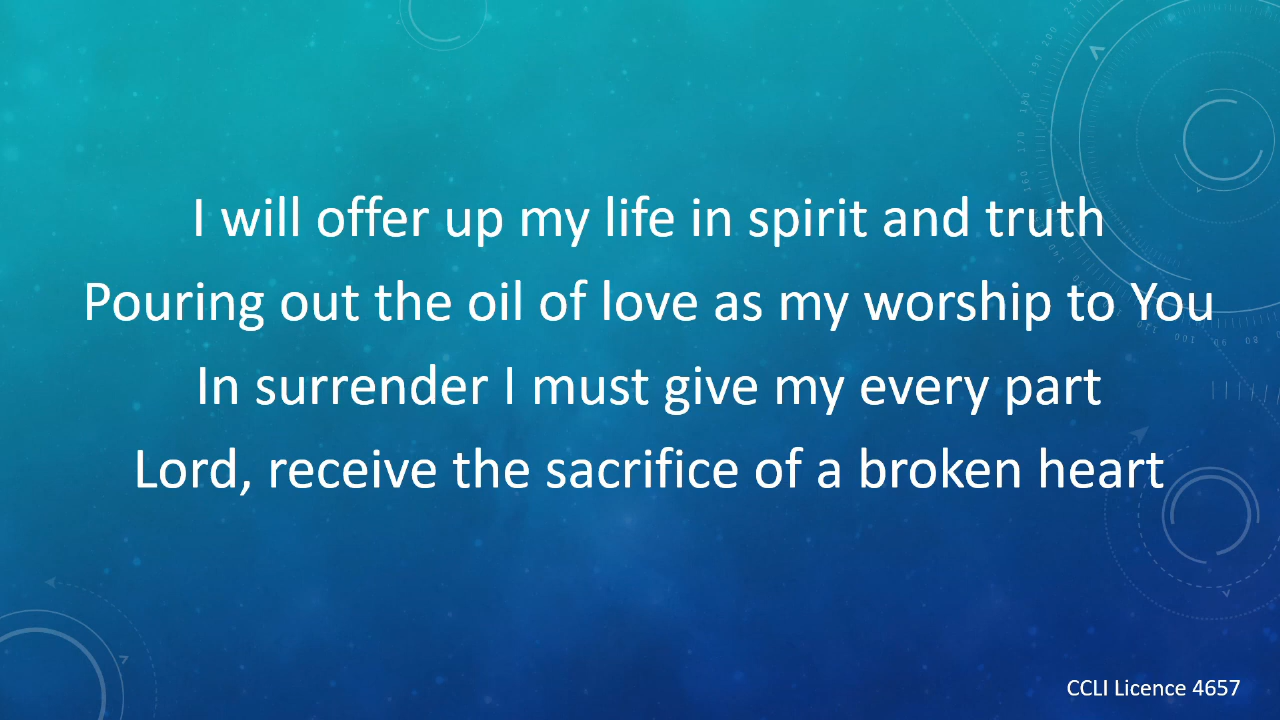 I will offer up my life in spirit and truth
Pouring out the oil of love as my worship to You
In surrender I must give my every part
Lord, receive the sacrifice of a broken heart
CCLI Licence 4657